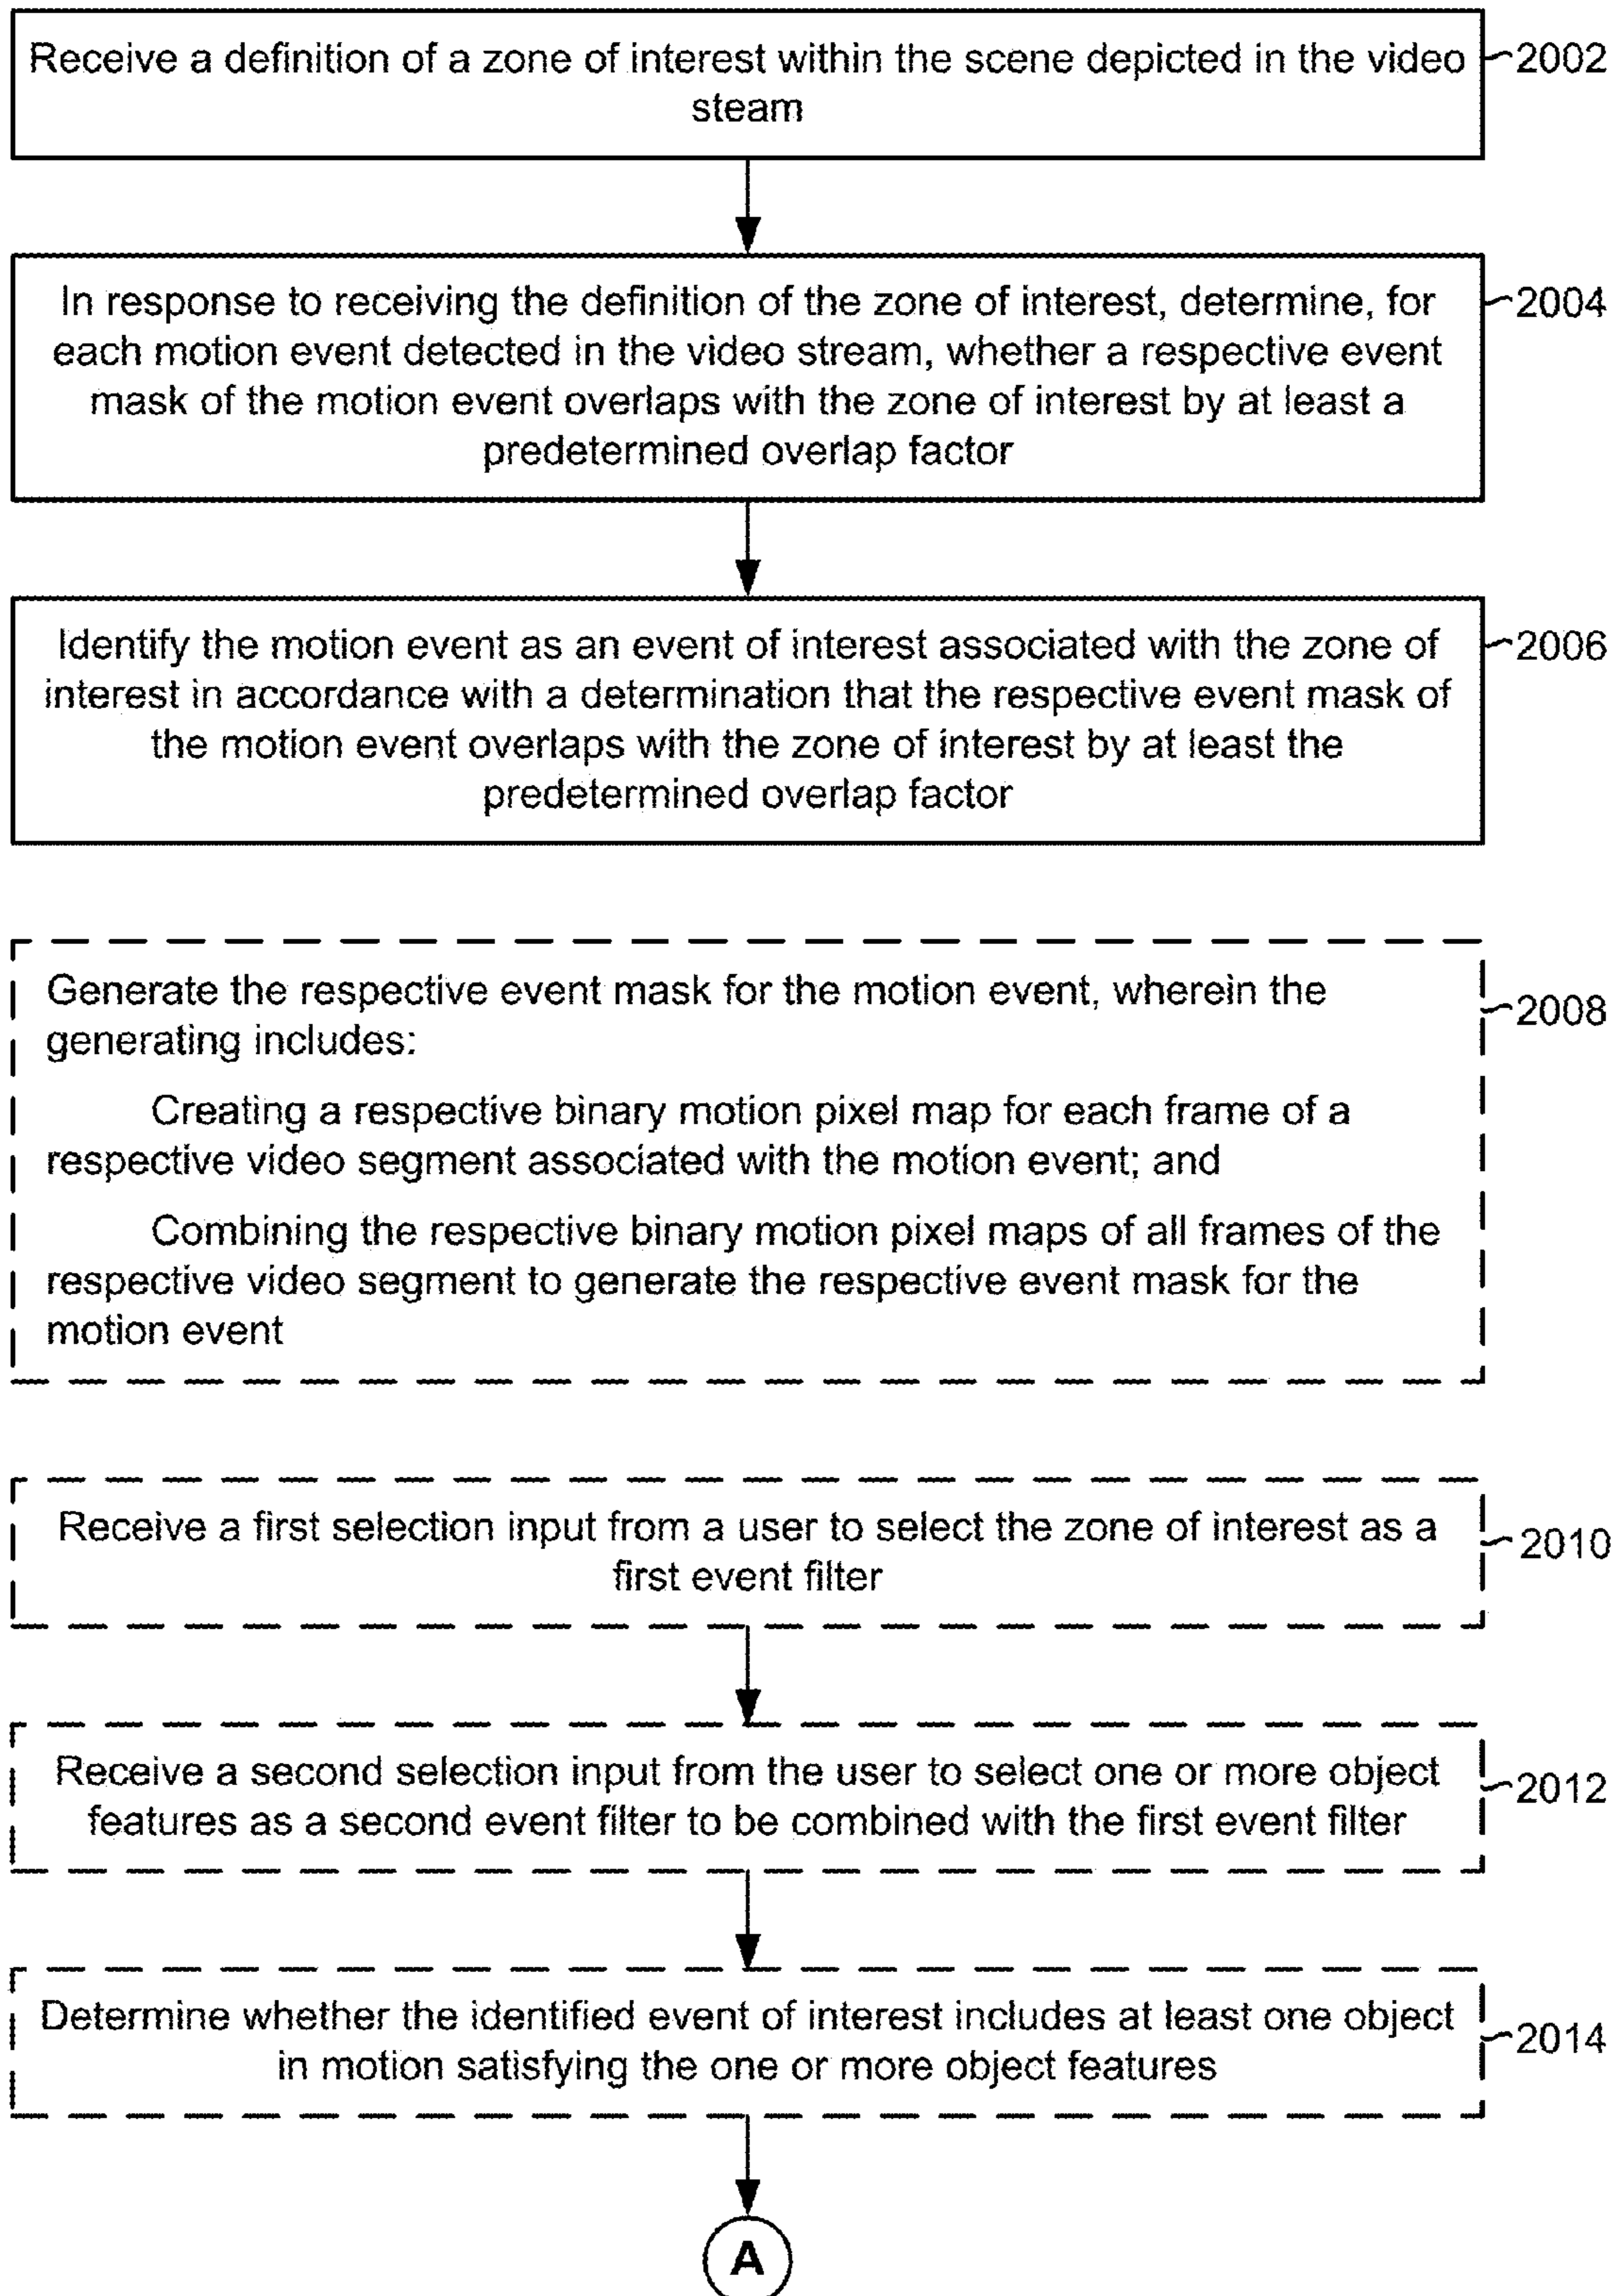 Receive a definition of a zone of interest within the scene depicted in the video
steam
2002
In response to receiving the definition of the zone of interest, determine, for
each motion event detected in the video stream, whether a respective event
mask of the motion event overlaps with the zone of interest by at least a
predetermined overlap factor
2004
Identify the motion event as an event of interest associated with the zone of
interest in accordance with a determination that the respective event mask of
the motion event overlaps with the zone of interest by at least the
predetermined overlap factor
2006
Generate the respective event mask for the motion event, wherein the
generating includes:
Creating a respective binary motion pixel map for each frame of a
respective video segment associated with the motion event; and
Combining the respective binary motion pixel maps of all frames of the
respective video segment to generate the respective event mask for the
motion event
2008
Receive a first selection input from a user to select the zone of interest as a
first event filter
2010
Receive a second selection input from the user to select one or more object
features as a second event filter to be combined with the first event filter
2012
Determine whether the identified event of interest includes at least one object
in motion satisfying the one or more object features
2014
A